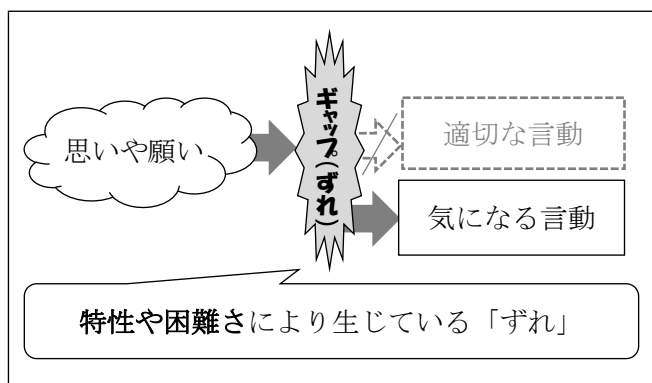 思いや願い
ギャップ(ずれ)
適切な言動
気になる言動
特性や困難さにより生じている「ずれ」